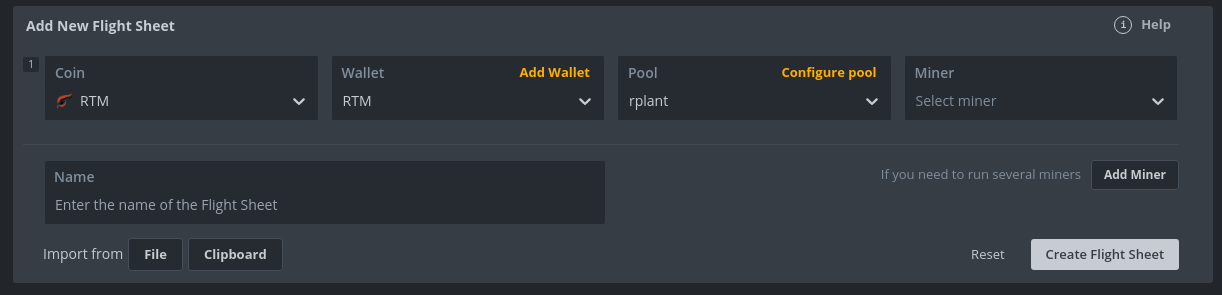 Add New Flight Sheet
i Help
1
Coin
RTM
Wallet Add Wallet
RTM
Pool Configure pool
rplant
Miner
Select miner
Name
Enter the name of the Flight Sheet
If you need to run several miners Add Miner
Import from File Clipboard
Reset Create Flight Sheet